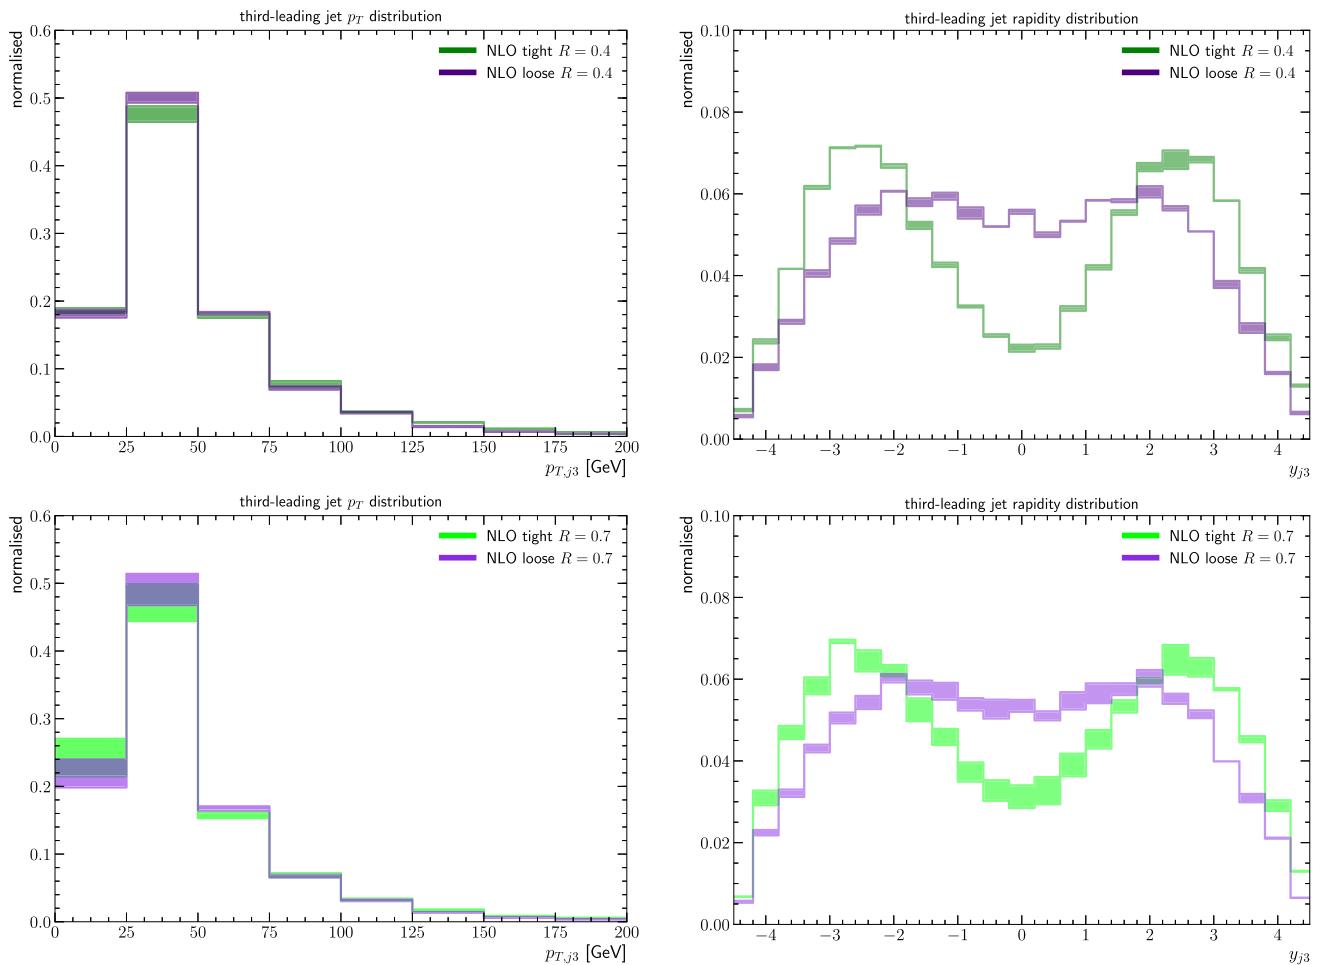 third-leading jet p_T distribution
normalised
0.6
0.5
0.4
0.3
0.2
0.1
0.0
NLO tight R = 0.4
NLO loose R = 0.4
0 25 50 75 100 125 150 175 200
p_{T,j3} [GeV]
third-leading jet rapidity distribution
normalised
0.10
0.08
0.06
0.04
0.02
0.00
NLO tight R = 0.4
NLO loose R = 0.4
−4 −3 −2 −1 0 1 2 3 4
y_{j3}
third-leading jet p_T distribution
normalised
0.6
0.5
0.4
0.3
0.2
0.1
0.0
NLO tight R = 0.7
NLO loose R = 0.7
0 25 50 75 100 125 150 175 200
p_{T,j3} [GeV]
third-leading jet rapidity distribution
normalised
0.10
0.08
0.06
0.04
0.02
0.00
NLO tight R = 0.7
NLO loose R = 0.7
−4 −3 −2 −1 0 1 2 3 4
y_{j3}